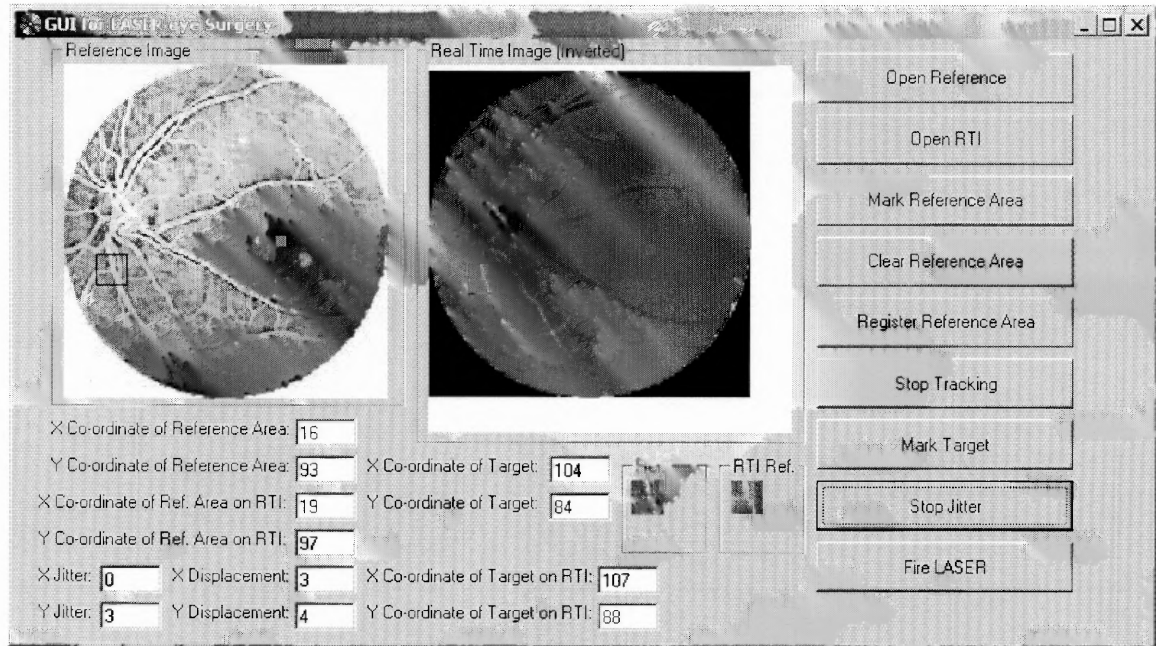 GUI for LASER eye Surgery
Reference Image
Real Time Image (Inverted)
Open Reference
Open RTI
Mark Reference Area
Clear Reference Area
Register Reference Area
Stop Tracking
Mark Target
Stop Jitter
Fire LASER
X Co-ordinate of Reference Area: 16
Y Co-ordinate of Reference Area: 93
X Co-ordinate of Target: 104
X Co-ordinate of Ref. Area on RTI: 19
Y Co-ordinate of Target: 84
Y Co-ordinate of Ref. Area on RTI: 97
RTI Ref.
X Jitter: 0 X Displacement: 3 X Co-ordinate of Target on RTI: 107
Y Jitter: 3 Y Displacement: 4 Y Co-ordinate of Target on RTI: 88